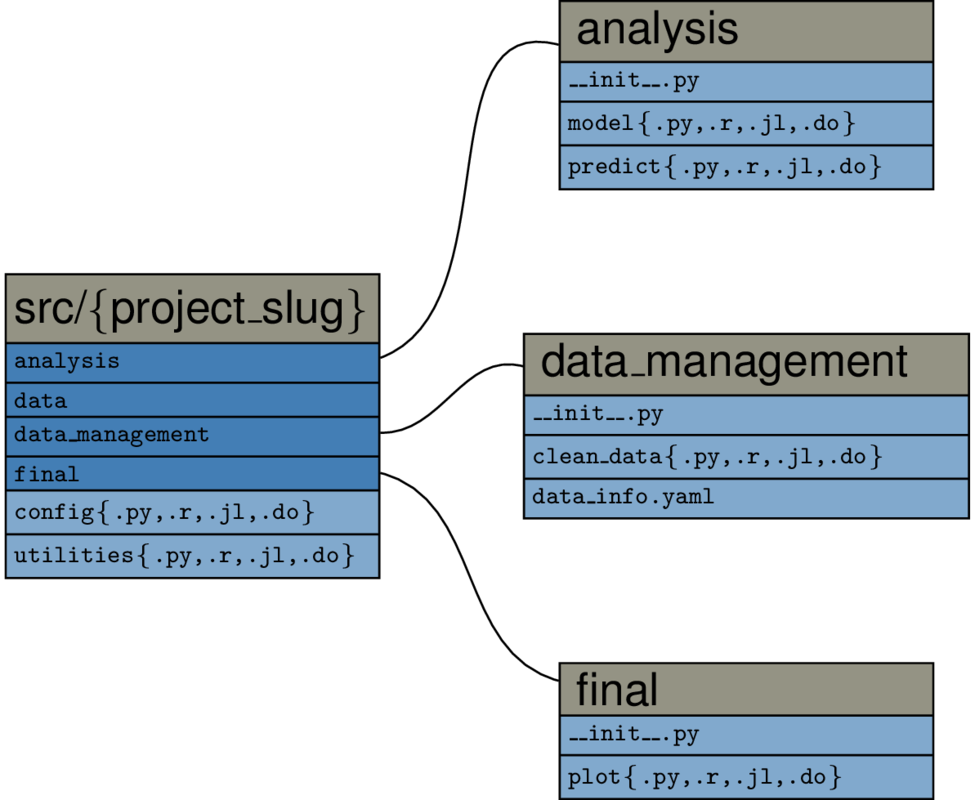 src/{project_slug}
analysis
data
data_management
final
config{.py,.r,.jl,.do}
utilities{.py,.r,.jl,.do}
analysis
__init__.py
model{.py,.r,.jl,.do}
predict{.py,.r,.jl,.do}
data_management
__init__.py
clean_data{.py,.r,.jl,.do}
data_info.yaml
final
__init__.py
plot{.py,.r,.jl,.do}